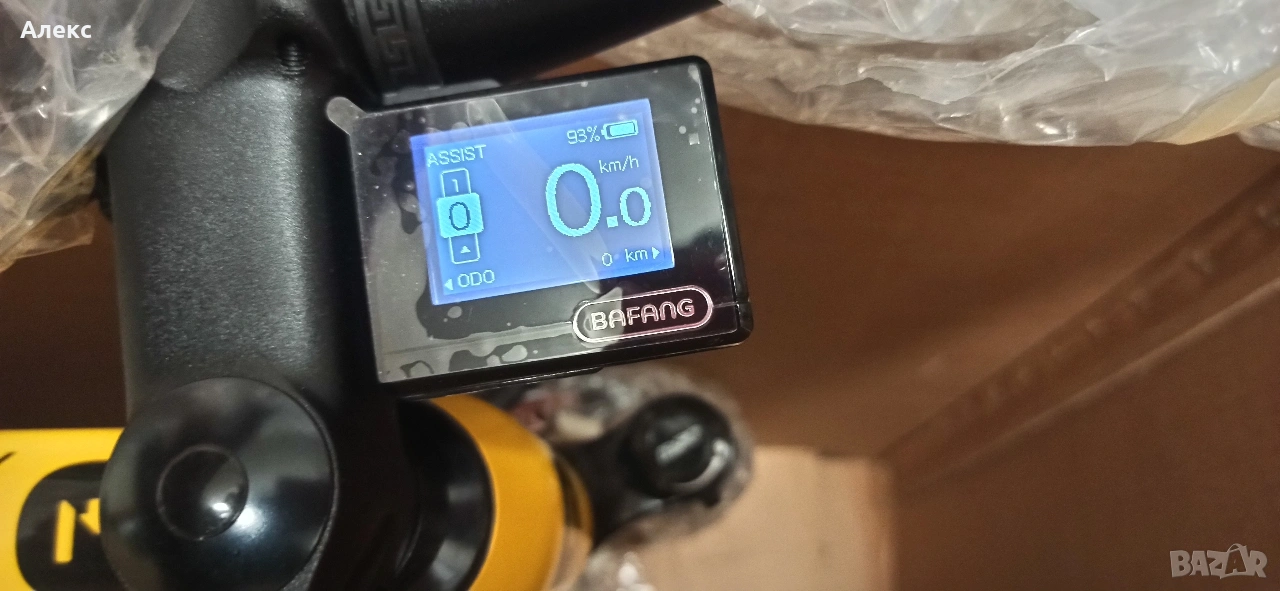 Алекс
93%
ASSIST
km/h
1
0
0.0
0 km
ODO
BAFANG
N
BAZAR